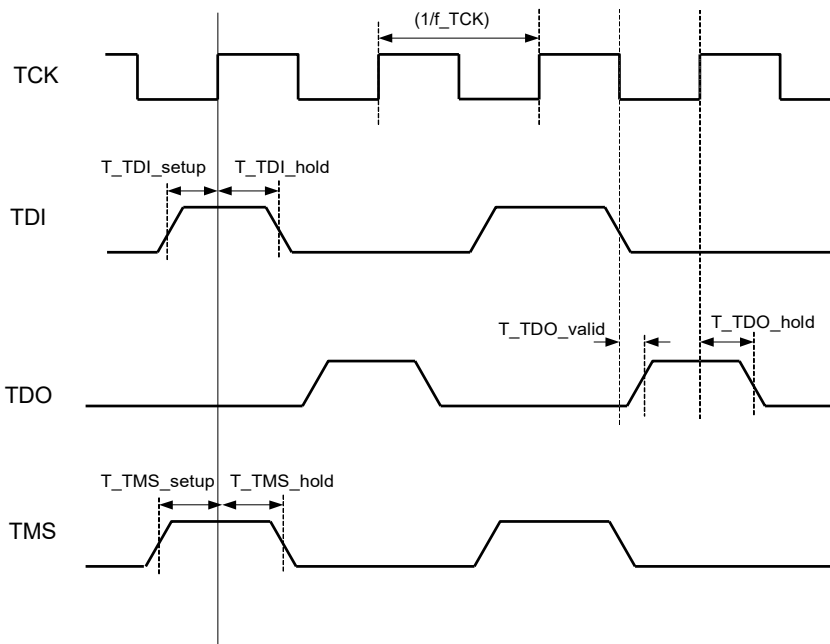 (1/f_TCK)
TCK
T_TDI_setup T_TDI_hold
TDI
T_TDO_valid T_TDO_hold
TDO
T_TMS_setup T_TMS_hold
TMS